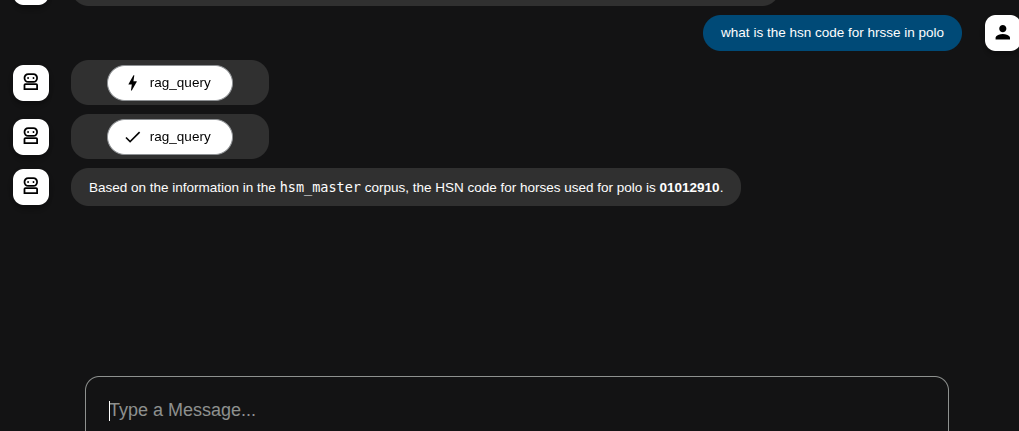 what is the hsn code for hrsse in polo
rag_query
rag_query
Based on the information in the hsm_master corpus, the HSN code for horses used for polo is 01012910.
Type a Message...